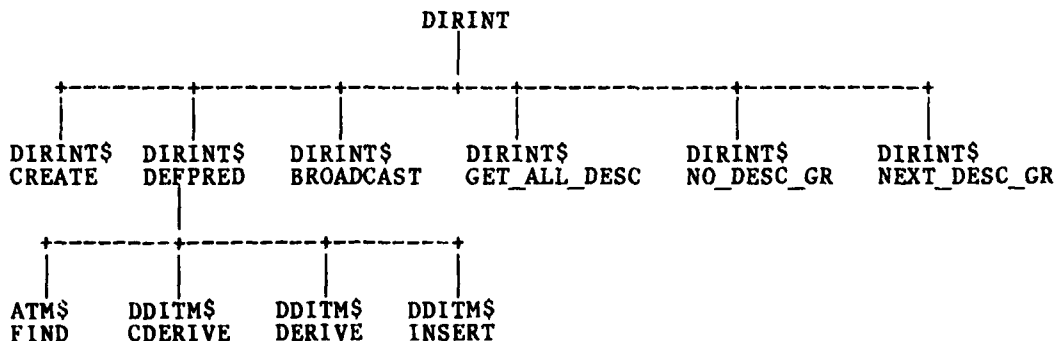 DIRINT
DIRINT$ DIRINT$ DIRINT$ DIRINT$ DIRINT$ DIRINT$
CREATE DEFPRED BROADCAST GET_ALL_DESC NO_DESC_GR NEXT_DESC_GR
ATM$ DDITM$ DDITM$ DDITM$
FIND CDERIVE DERIVE INSERT